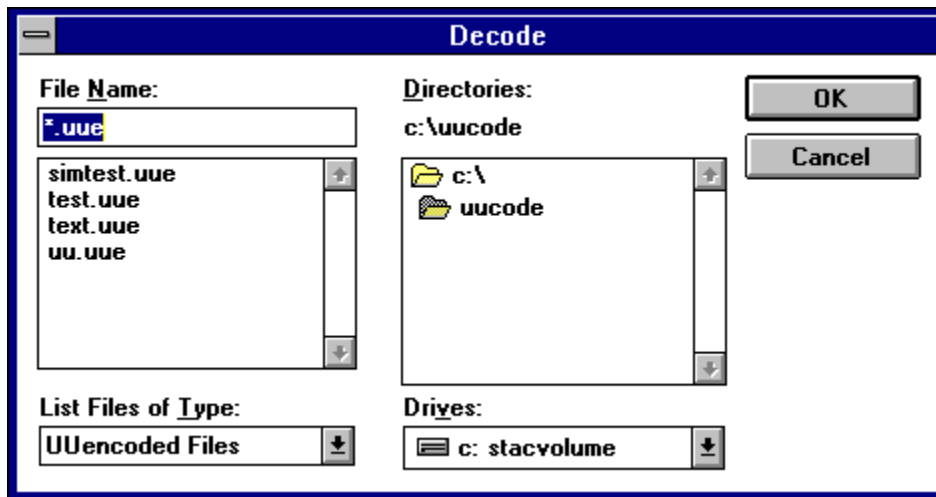 Decode
File Name:
*.uue
simtest.uue
test.uue
text.uue
uu.uue
List Files of Type:
UUencoded Files
Directories:
c:\uucode
c:\
uucode
Drives:
c: stacvolume
OK
Cancel